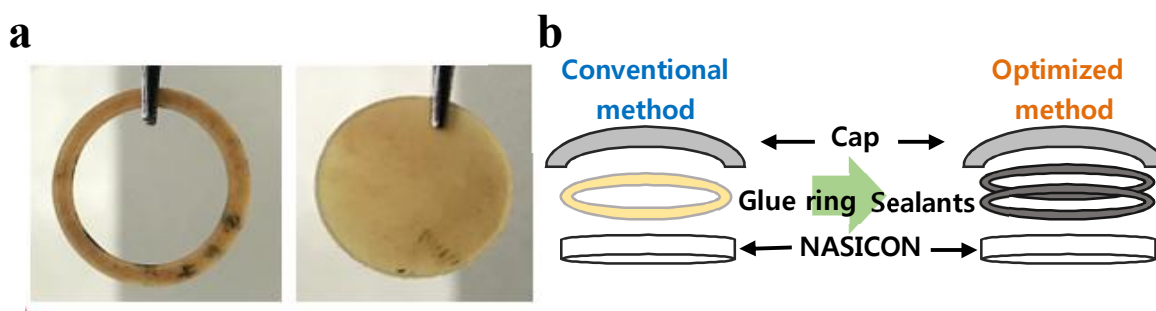 a
b
Conventional
method
Optimized
method
Cap
Glue ring
Sealants
NASICON